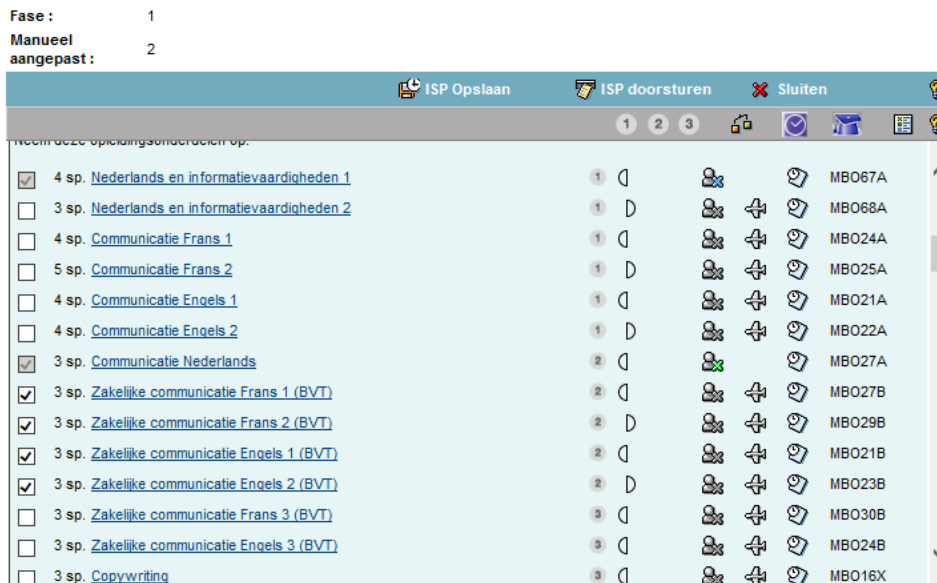 Fase : 1
Manueel
aangepast : 2
ISP Opslaan ISP doorsturen Sluiten
1 2 3
Neem deze opleidingsonderdelen op:
4 sp. Nederlands en informatievaardigheden 1 1 MBO67A
3 sp. Nederlands en informatievaardigheden 2 1 MBO68A
4 sp. Communicatie Frans 1 1 MBO24A
5 sp. Communicatie Frans 2 1 MBO25A
4 sp. Communicatie Engels 1 1 MBO21A
4 sp. Communicatie Engels 2 1 MBO22A
3 sp. Communicatie Nederlands 2 MBO27A
3 sp. Zakelijke communicatie Frans 1 (BVT) 2 MBO27B
3 sp. Zakelijke communicatie Frans 2 (BVT) 2 MBO29B
3 sp. Zakelijke communicatie Engels 1 (BVT) 2 MBO21B
3 sp. Zakelijke communicatie Engels 2 (BVT) 2 MBO23B
3 sp. Zakelijke communicatie Frans 3 (BVT) 3 MBO30B
3 sp. Zakelijke communicatie Engels 3 (BVT) 3 MBO24B
3 sp. Copywriting 3 MBO16X